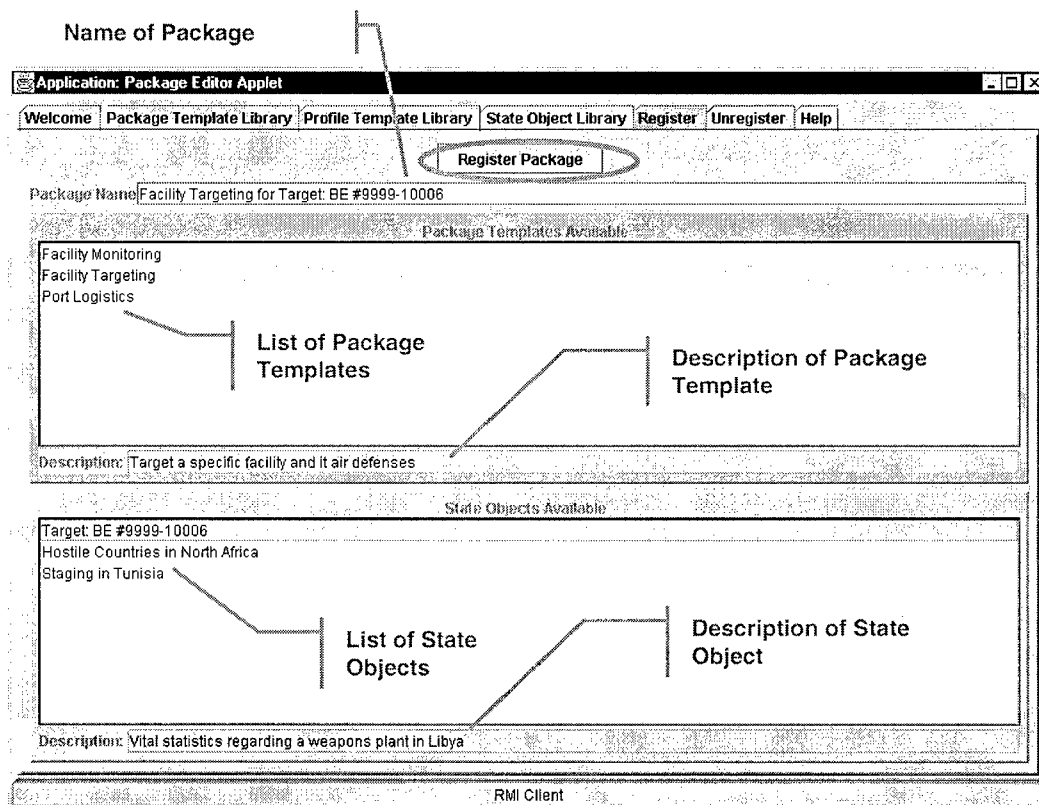 Name of Package
Application: Package Editor Applet
Welcome Package Template Library Profile Template Library State Object Library Register Unregister Help
Register Package
Package Name Facility Targeting for Target: BE #9999-10006
Package Templates Available
Facility Monitoring
Facility Targeting
Port Logistics
List of Package
Templates
Description of Package
Template
Description: Target a specific facility and it air defenses
State Objects Available
Target: BE #9999-10006
Hostile Countries in North Africa
Staging in Tunisia
List of State
Objects
Description of State
Object
Description: Vital statistics regarding a weapons plant in Libya
RMI Client